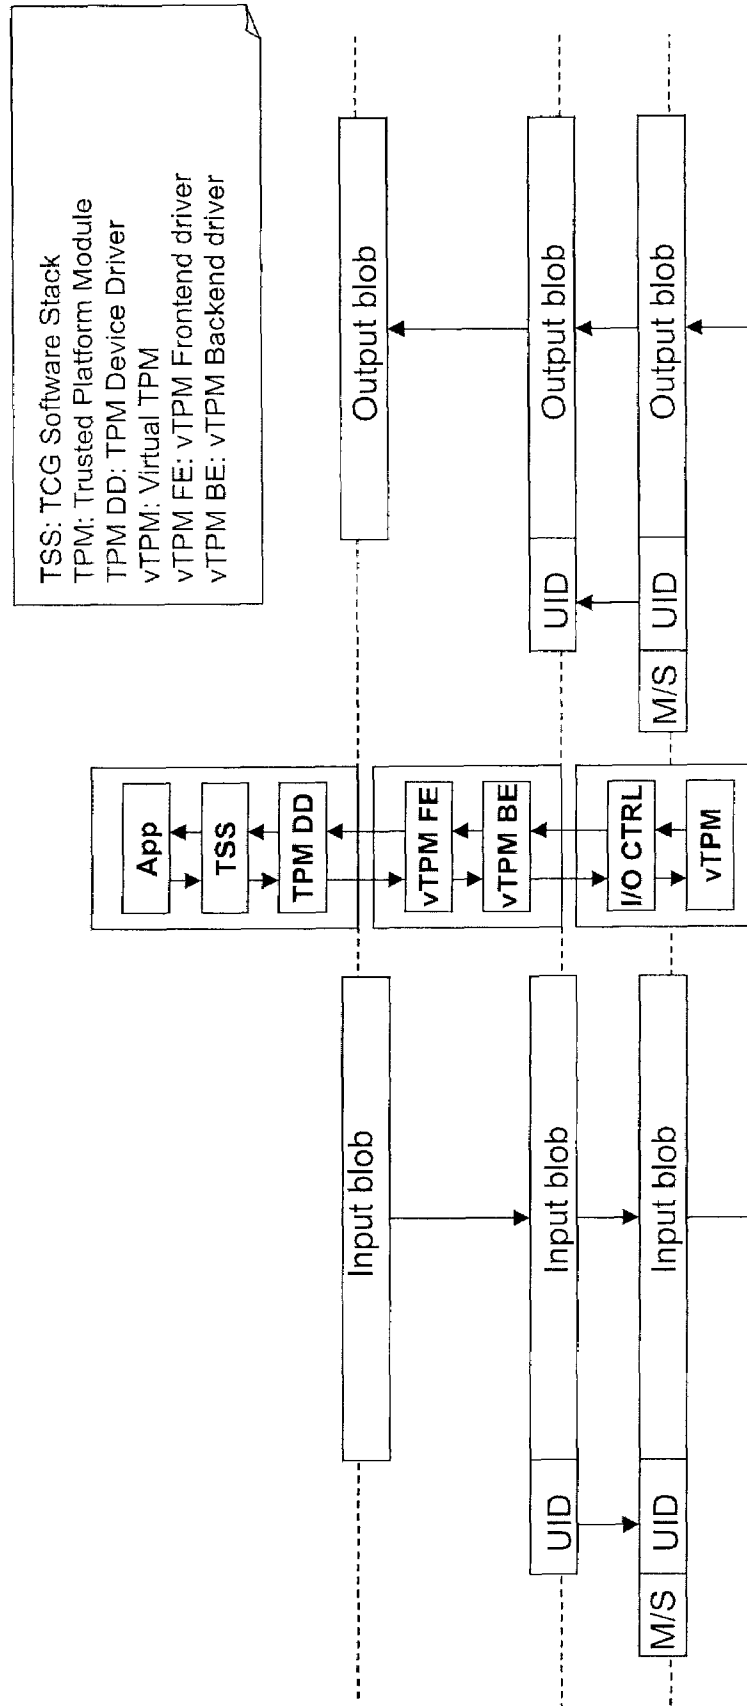 TSS: TCG Software Stack
TPM: Trusted Platform Module
TPM DD: TPM Device Driver
vTPM: Virtual TPM
vTPM FE: vTPM Frontend driver
vTPM BE: vTPM Backend driver
App
TSS
Input blob
TPM DD
Output blob
vTPM FE
UID
Input blob
vTPM BE
UID
Output blob
M/S
UID
Input blob
I/O CTRL
M/S
UID
Output blob
vTPM